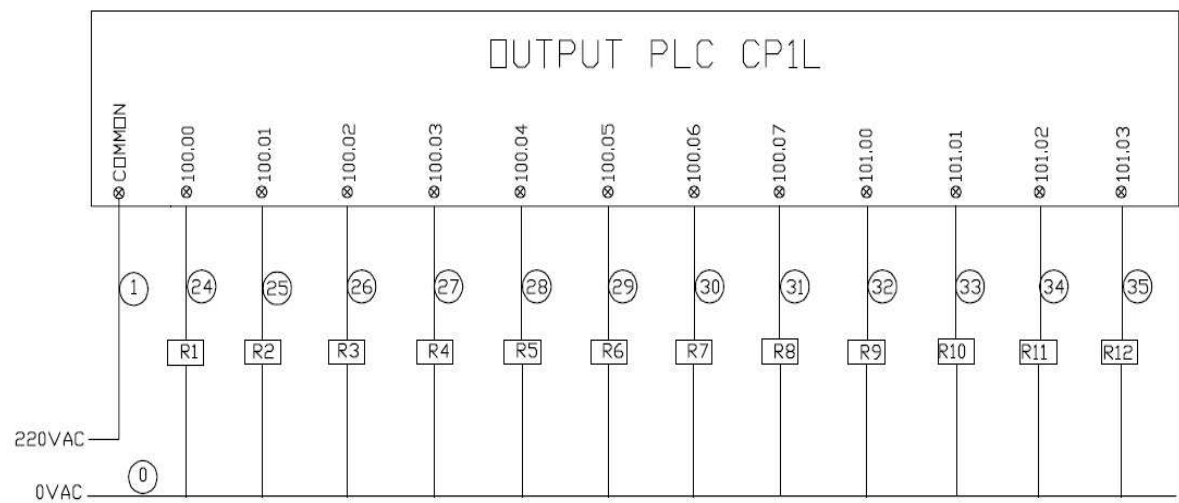 OUTPUT PLC CP1L
COMMON 100.00 100.01 100.02 100.03 100.04 100.05 100.06 100.07 101.00 101.01 101.02 101.03
1 24 25 26 27 28 29 30 31 32 33 34 35
R1 R2 R3 R4 R5 R6 R7 R8 R9 R10 R11 R12
220VAC
0
0VAC